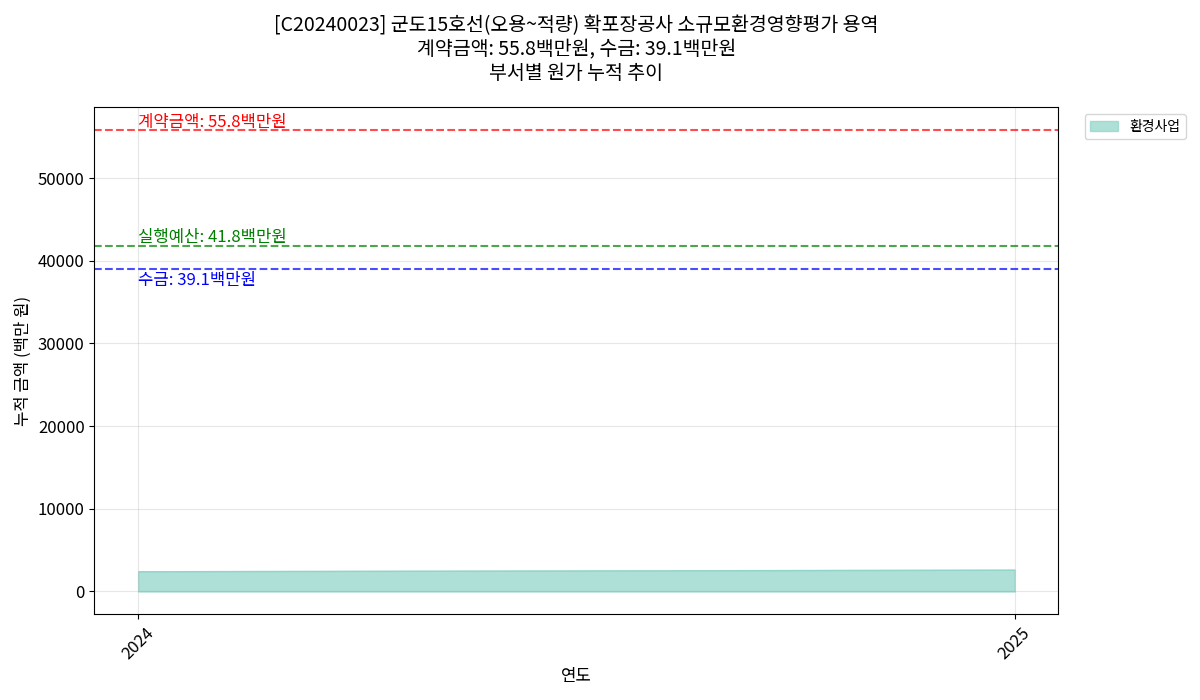 [C20240023] 군도15호선(오용~적량) 확포장공사 소규모환경영향평가 용역
계약금액: 55.8백만원, 수금: 39.1백만원
부서별 원가 누적 추이
계약금액: 55.8백만원
환경사업
50000
실행예산: 41.8백만원
40000
수금: 39.1백만원
30000
누적 금액 (백만 원)
20000
10000
0
2024
2025
연도